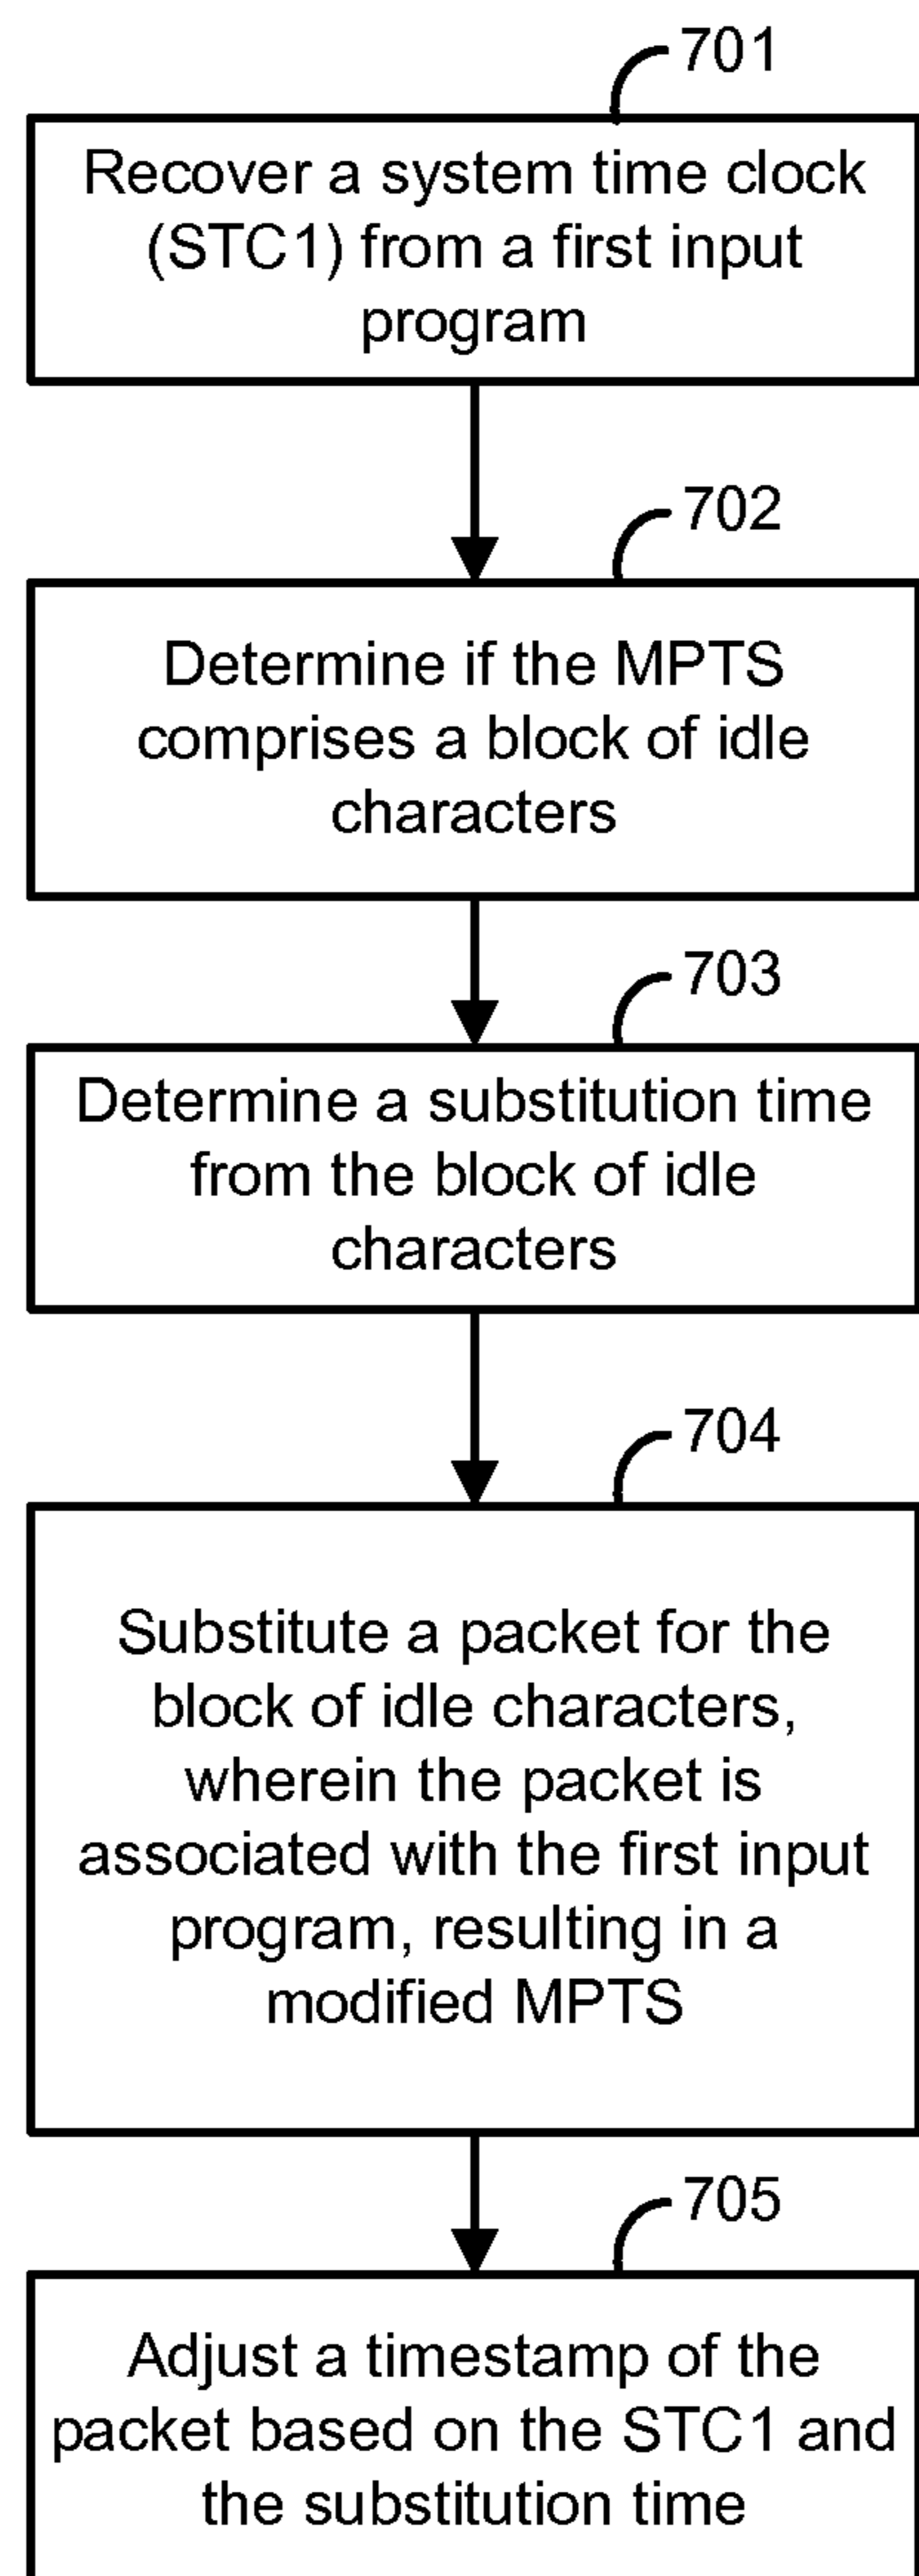 701
Recover a system time clock
(STC1) from a first input
program
702
Determine if the MPTS
comprises a block of idle
characters
703
Determine a substitution time
from the block of idle
characters
704
Substitute a packet for the
block of idle characters,
wherein the packet is
associated with the first input
program, resulting in a
modified MPTS
705
Adjust a timestamp of the
packet based on the STC1 and
the substitution time